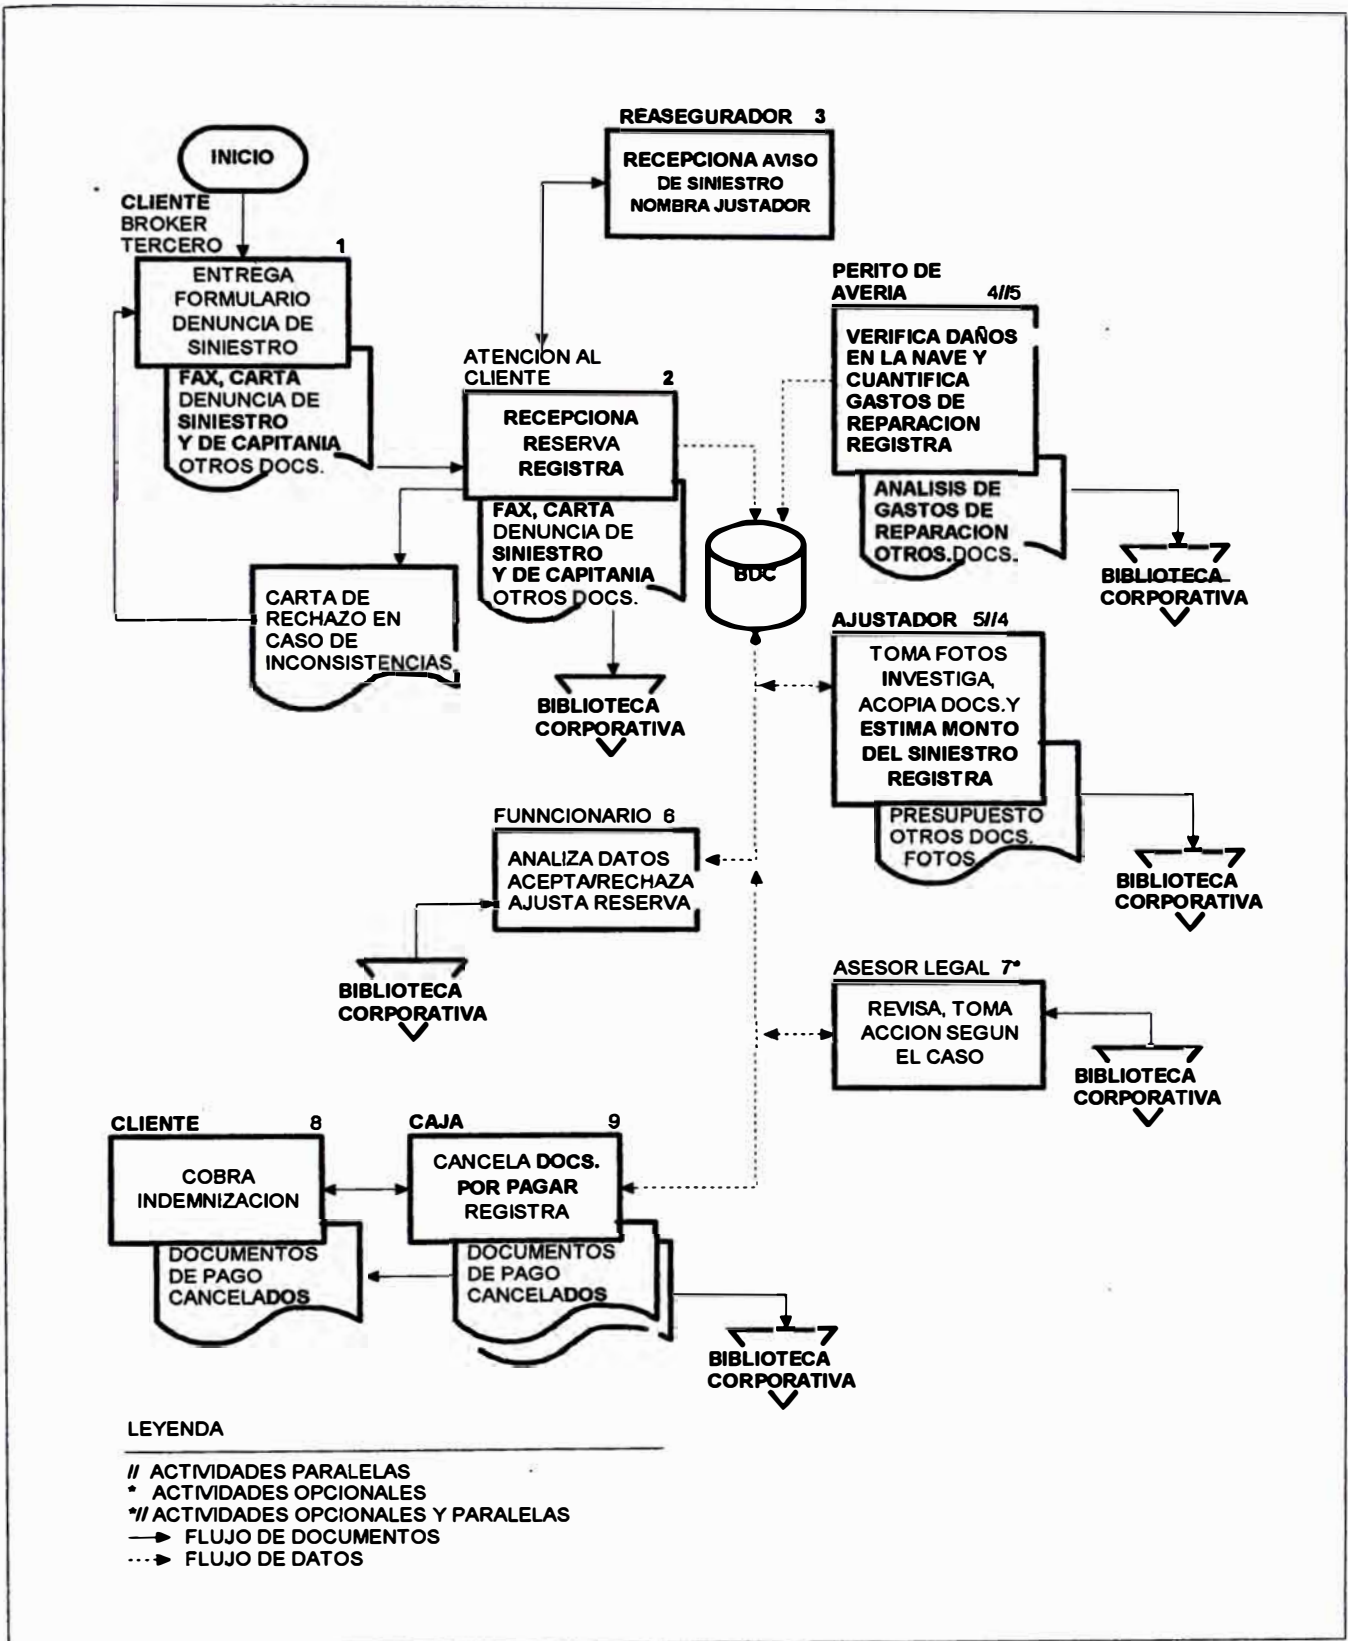 INICIO
CLIENTE
BROKER
TERCERO
1
ENTREGA
FORMULARIO
DENUNCIA DE
SINIESTRO
FAX, CARTA
DENUNCIA DE
SINIESTRO
Y DE CAPITANIA
OTROS DOCS.
REASEGURADOR 3
RECEPCIONA AVISO
DE SINIESTRO
NOMBRA JUSTADOR
ATENCION AL
CLIENTE 2
RECEPCIONA
RESERVA
REGISTRA
FAX, CARTA
DENUNCIA DE
SINIESTRO
Y DE CAPITANIA
OTROS DOCS.
CARTA DE
RECHAZO EN
CASO DE
INCONSISTENCIAS
BIBLIOTECA
CORPORATIVA
BDC
PERITO DE
AVERIA 4//5
VERIFICA DAÑOS
EN LA NAVE Y
CUANTIFICA
GASTOS DE
REPARACION
REGISTRA
ANALISIS DE
GASTOS DE
REPARACION
OTROS.DOCS.
BIBLIOTECA
CORPORATIVA
AJUSTADOR 5//4
TOMA FOTOS
INVESTIGA,
ACOPIA DOCS.Y
ESTIMA MONTO
DEL SINIESTRO
REGISTRA
PRESUPUESTO
OTROS DOCS.
FOTOS
BIBLIOTECA
CORPORATIVA
FUNNCIONARIO 6
ANALIZA DATOS
ACEPTA/RECHAZA
AJUSTA RESERVA
BIBLIOTECA
CORPORATIVA
ASESOR LEGAL 7*
REVISA, TOMA
ACCION SEGUN
EL CASO
BIBLIOTECA
CORPORATIVA
CLIENTE 8
COBRA
INDEMNIZACION
DOCUMENTOS
DE PAGO
CANCELADOS
CAJA 9
CANCELA DOCS.
POR PAGAR
REGISTRA
DOCUMENTOS
DE PAGO
CANCELADOS
BIBLIOTECA
CORPORATIVA
LEYENDA
// ACTIVIDADES PARALELAS
* ACTIVIDADES OPCIONALES
*// ACTIVIDADES OPCIONALES Y PARALELAS
FLUJO DE DOCUMENTOS
FLUJO DE DATOS